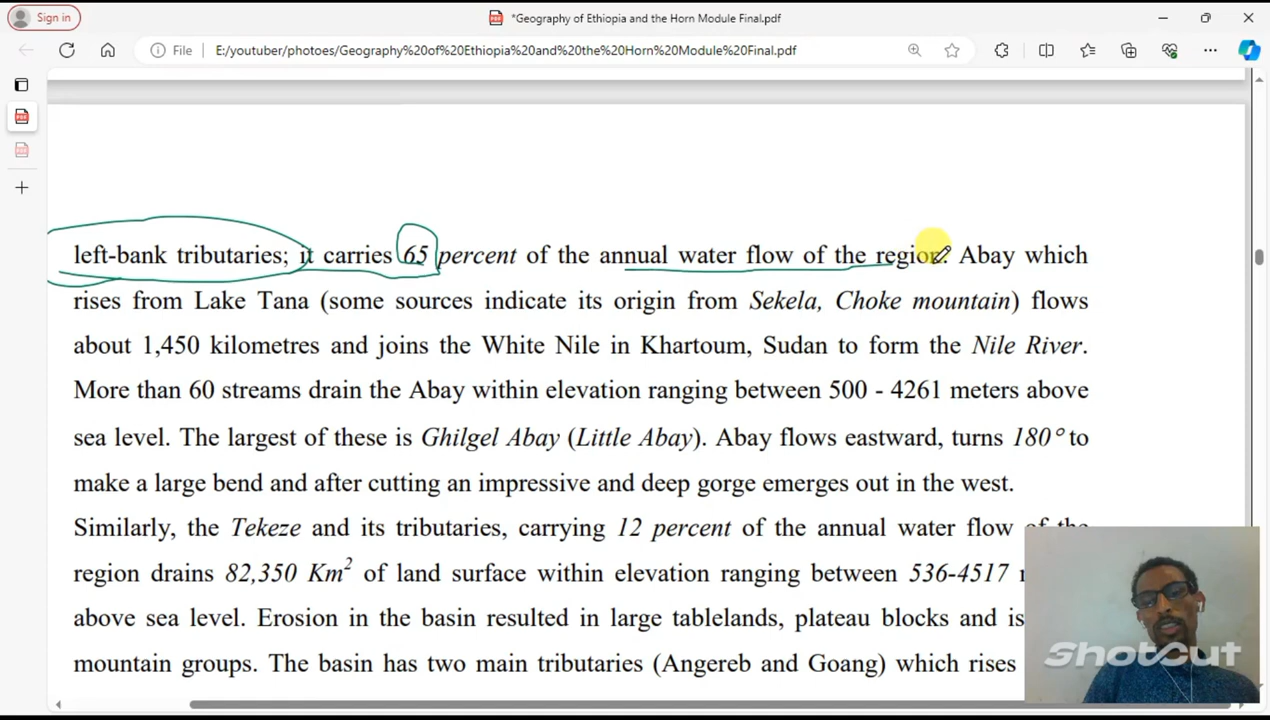 Sign in
*Geography of Ethiopia and the Horn Module Final.pdf
File
E:/youtuber/photoes/Geography%20of%20Ethiopia%20and%20the%20Horn%20Module%20Final.pdf
left-bank tributaries; it carries 65 percent of the annual water flow of the region. Abay which
rises from Lake Tana (some sources indicate its origin from Sekela, Choke mountain) flows
about 1,450 kilometres and joins the White Nile in Khartoum, Sudan to form the Nile River.
More than 60 streams drain the Abay within elevation ranging between 500 - 4261 meters above
sea level. The largest of these is Ghilgel Abay (Little Abay). Abay flows eastward, turns 180° to
make a large bend and after cutting an impressive and deep gorge emerges out in the west.
Similarly, the Tekeze and its tributaries, carrying 12 percent of the annual water flow of the
region drains 82,350 Km² of land surface within elevation ranging between 536-4517
above sea level. Erosion in the basin resulted in large tablelands, plateau blocks and
mountain groups. The basin has two main tributaries (Angereb and Goang) which rises
Shotcut